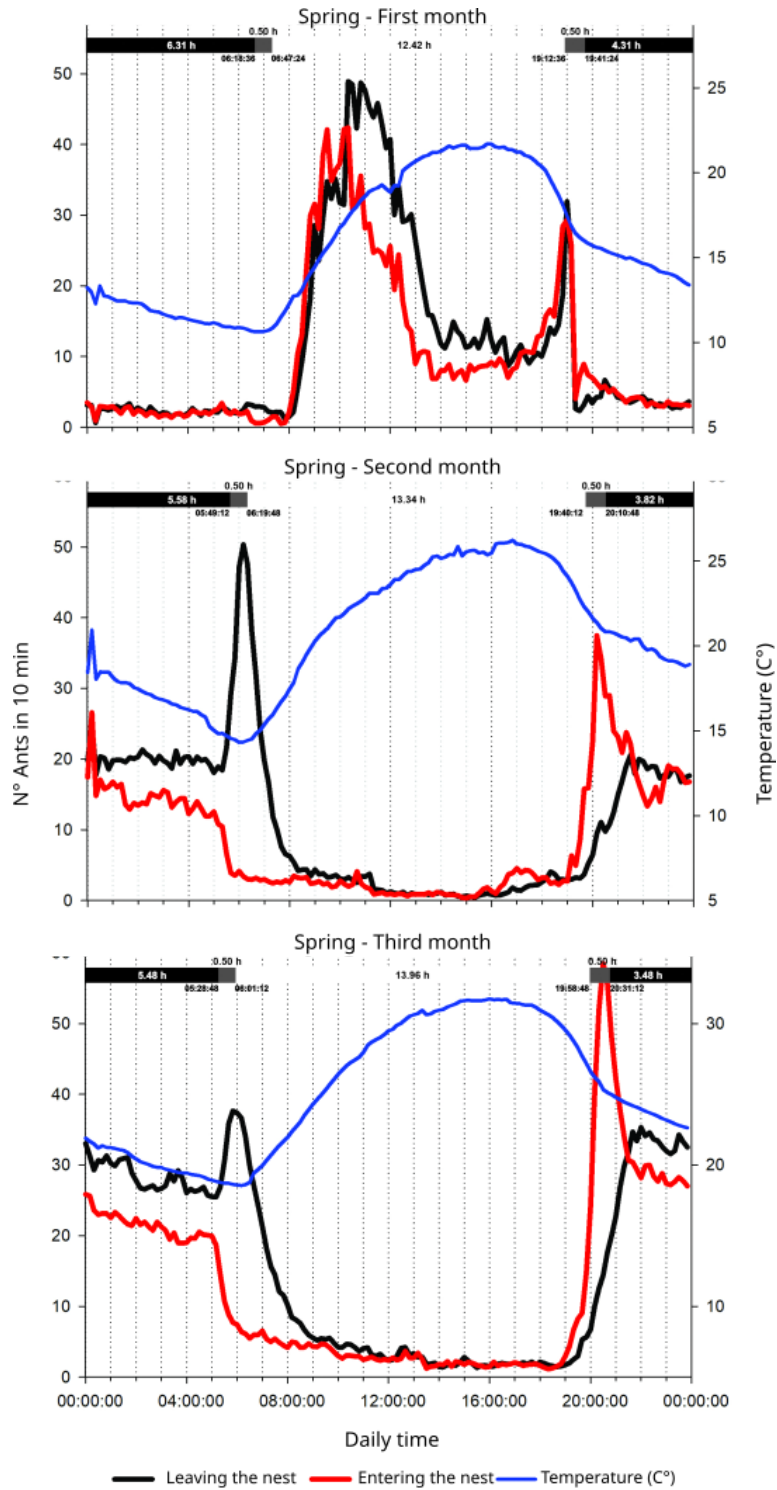 Spring - First month
0.50 h 0:50 h
6.31 h 12.42 h 4.31 h
06:18:36 06:47:24 19:12:36 19:41:24
50
40
30
20
10
0
25
20
15
10
5
Spring - Second month
0.50 h 0.50 h
5.58 h 13.34 h 3.82 h
05:49:12 06:19:48 19:40:12 20:10:48
50
40
30
20
10
0
25
20
15
10
5
N° Ants in 10 min
Temperature (C°)
Spring - Third month
0.50 h 0.50 h
5.48 h 13.96 h 3.48 h
05:28:48 06:01:12 19:58:48 20:31:12
50
40
30
20
10
0
30
20
10
00:00:00 04:00:00 08:00:00 12:00:00 16:00:00 20:00:00 00:00:00
Daily time
Leaving the nest Entering the nest Temperature (C°)